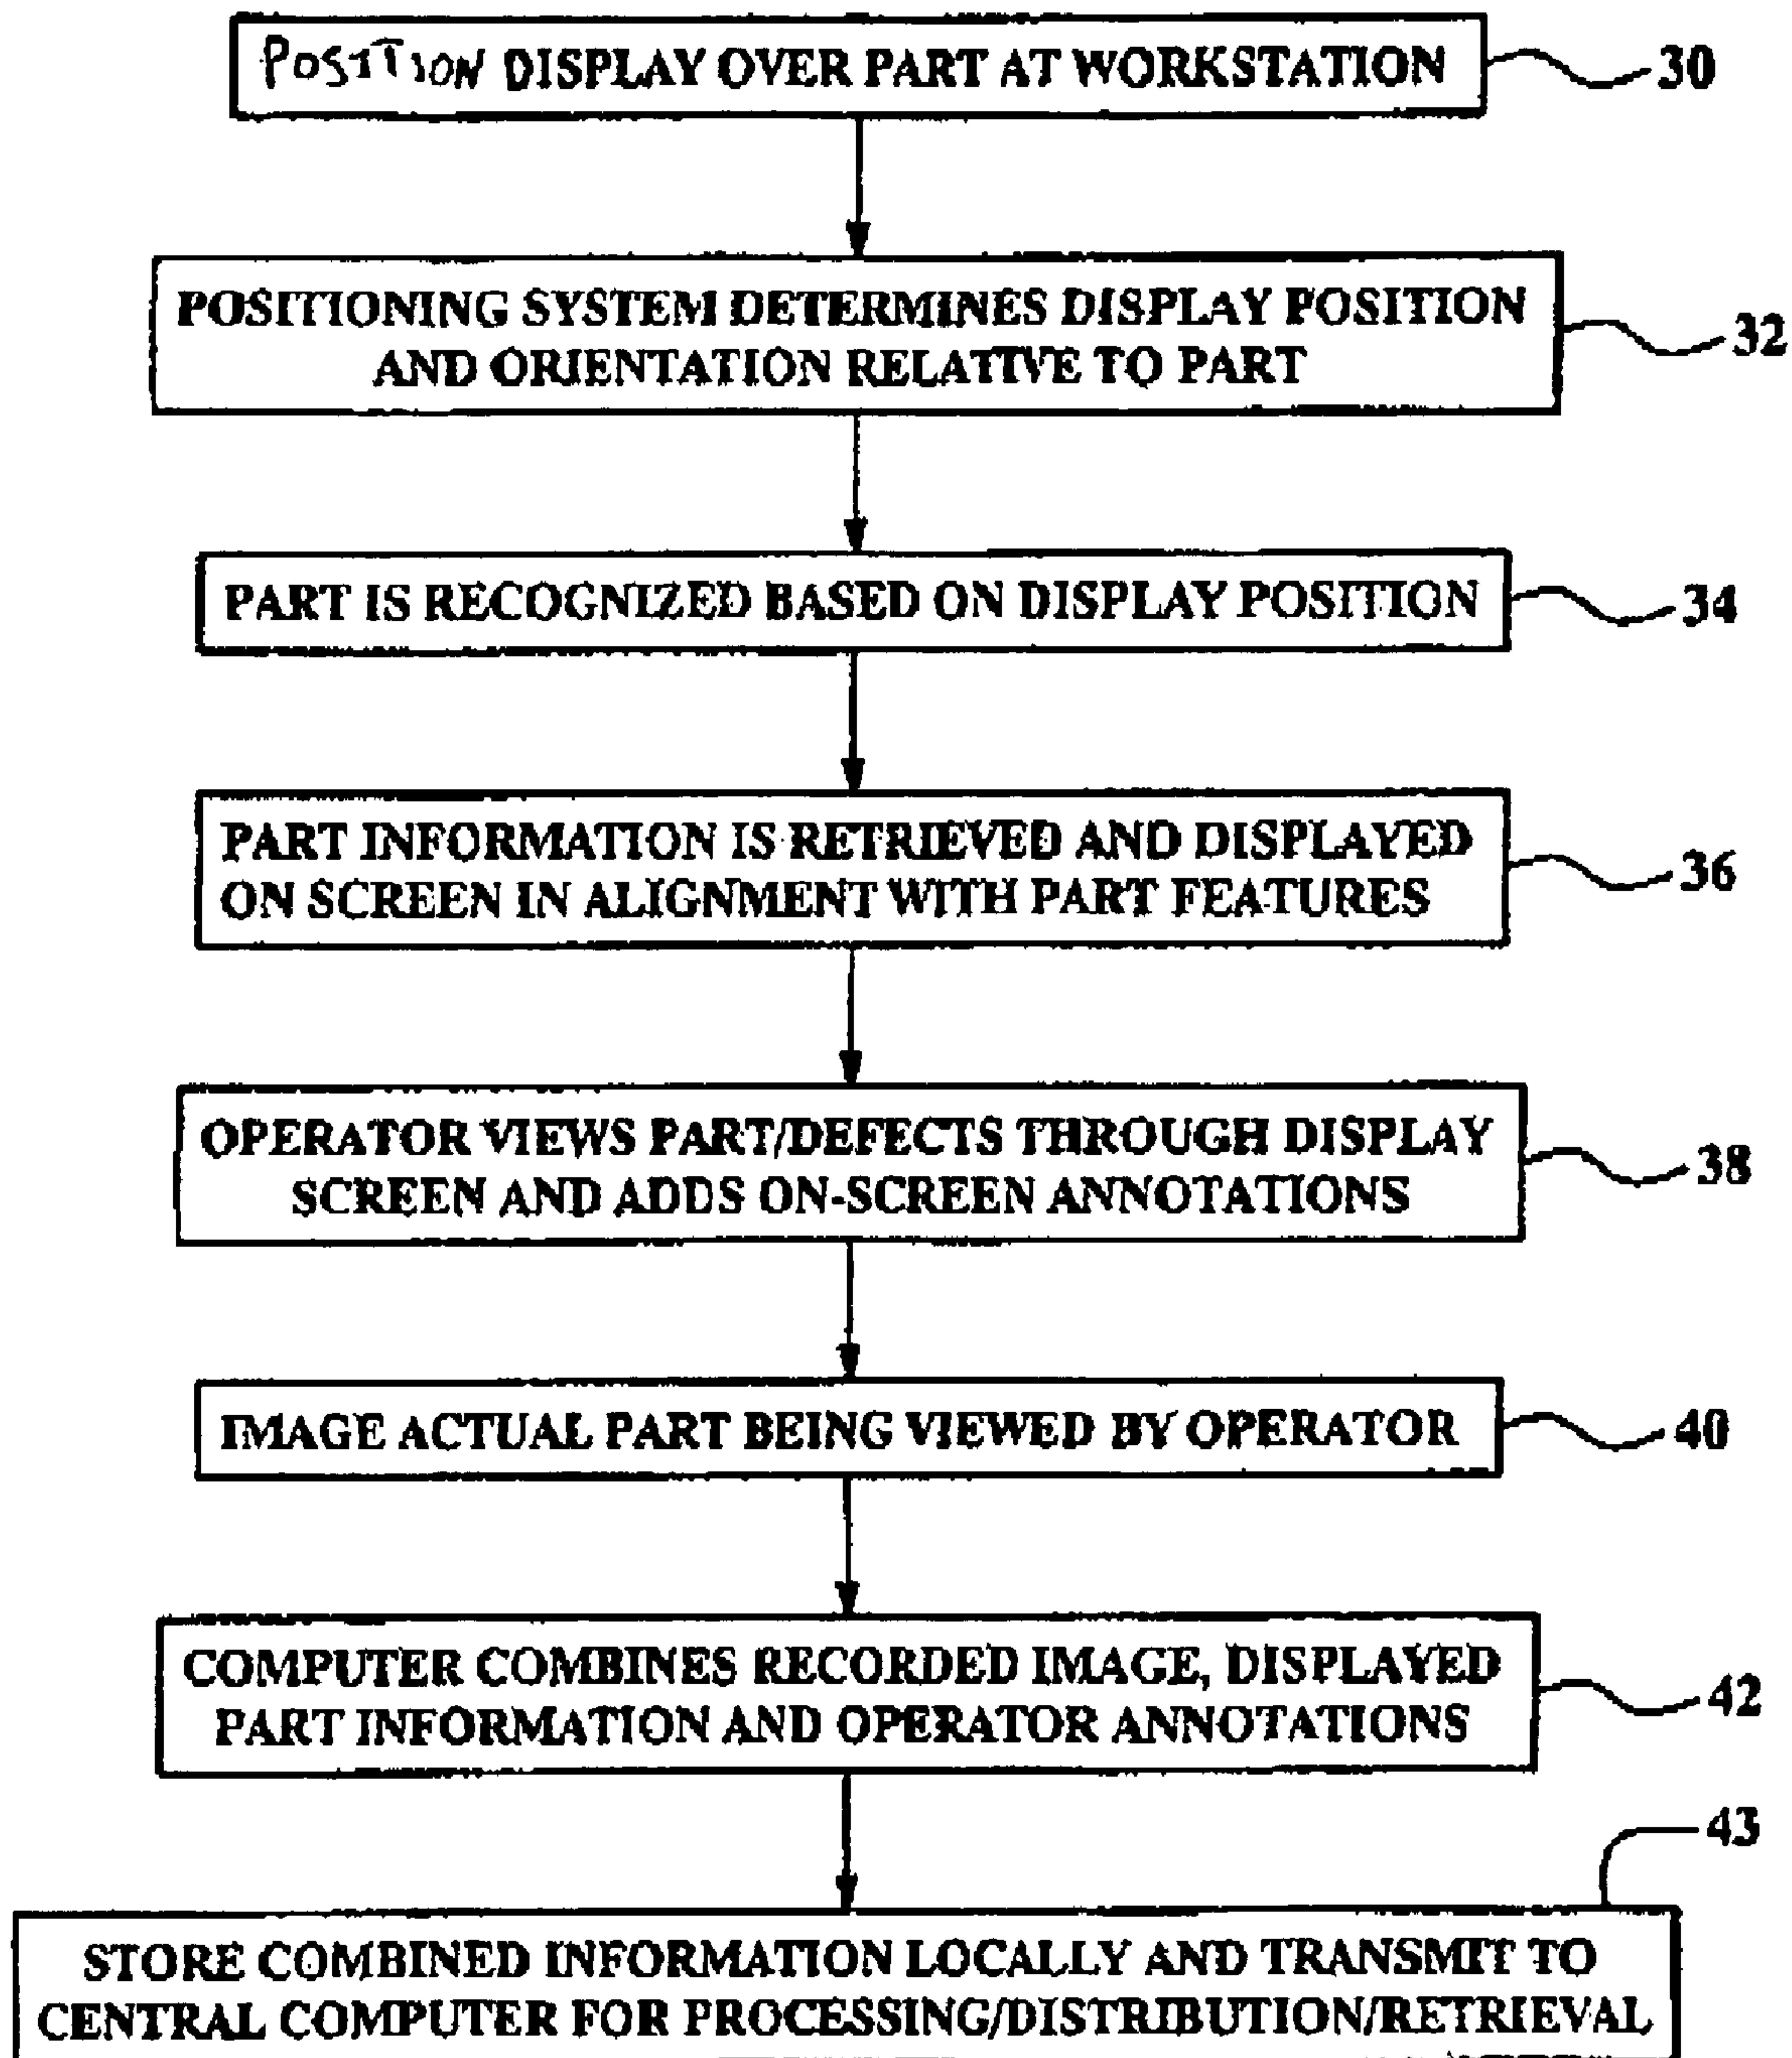 POSITION DISPLAY OVER PART AT WORKSTATION
30
POSITIONING SYSTEM DETERMINES DISPLAY POSITION
AND ORIENTATION RELATIVE TO PART
32
PART IS RECOGNIZED BASED ON DISPLAY POSITION
34
PART INFORMATION IS RETRIEVED AND DISPLAYED
ON SCREEN IN ALIGNMENT WITH PART FEATURES
36
OPERATOR VIEWS PART/DEFECTS THROUGH DISPLAY
SCREEN AND ADDS ON-SCREEN ANNOTATIONS
38
IMAGE ACTUAL PART BEING VIEWED BY OPERATOR
40
COMPUTER COMBINES RECORDED IMAGE, DISPLAYED
PART INFORMATION AND OPERATOR ANNOTATIONS
42
43
STORE COMBINED INFORMATION LOCALLY AND TRANSMIT TO
CENTRAL COMPUTER FOR PROCESSING/DISTRIBUTION/RETRIEVAL